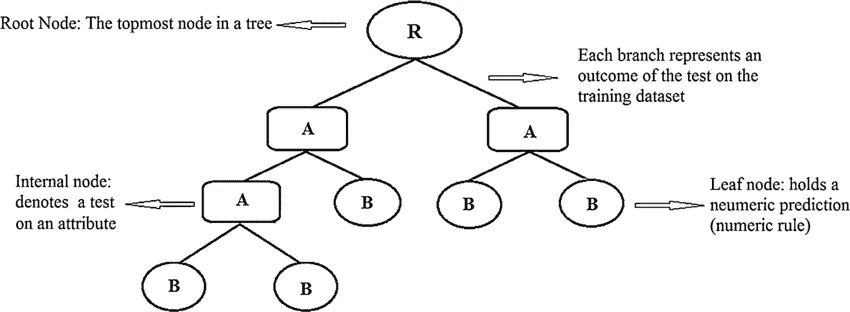 Root Node: The topmost node in a tree
R
Each branch represents an
outcome of the test on the
training dataset
A
A
Internal node:
denotes a test
on an attribute
A
B
B
B
Leaf node: holds a
neumeric prediction
(numeric rule)
B
B